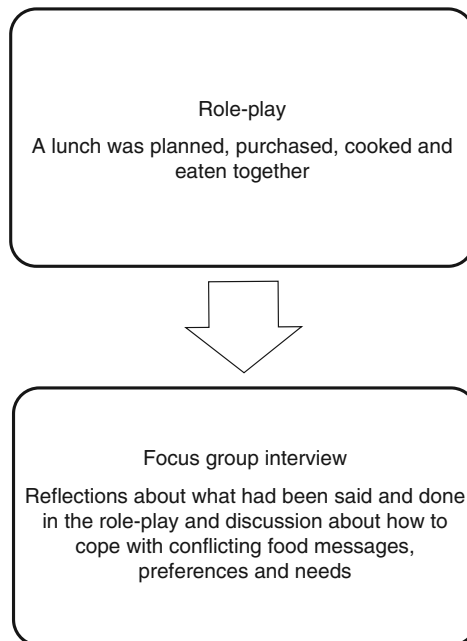 Role-play
A lunch was planned, purchased, cooked and
eaten together
Focus group interview
Reflections about what had been said and done
in the role-play and discussion about how to
cope with conflicting food messages,
preferences and needs